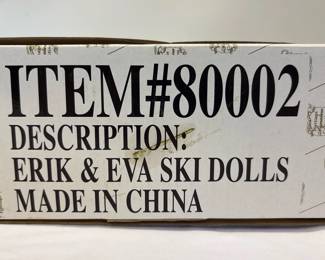 ITEM#80002
DESCRIPTION:
ERIK & EVA SKI DOLLS
MADE IN CHINA